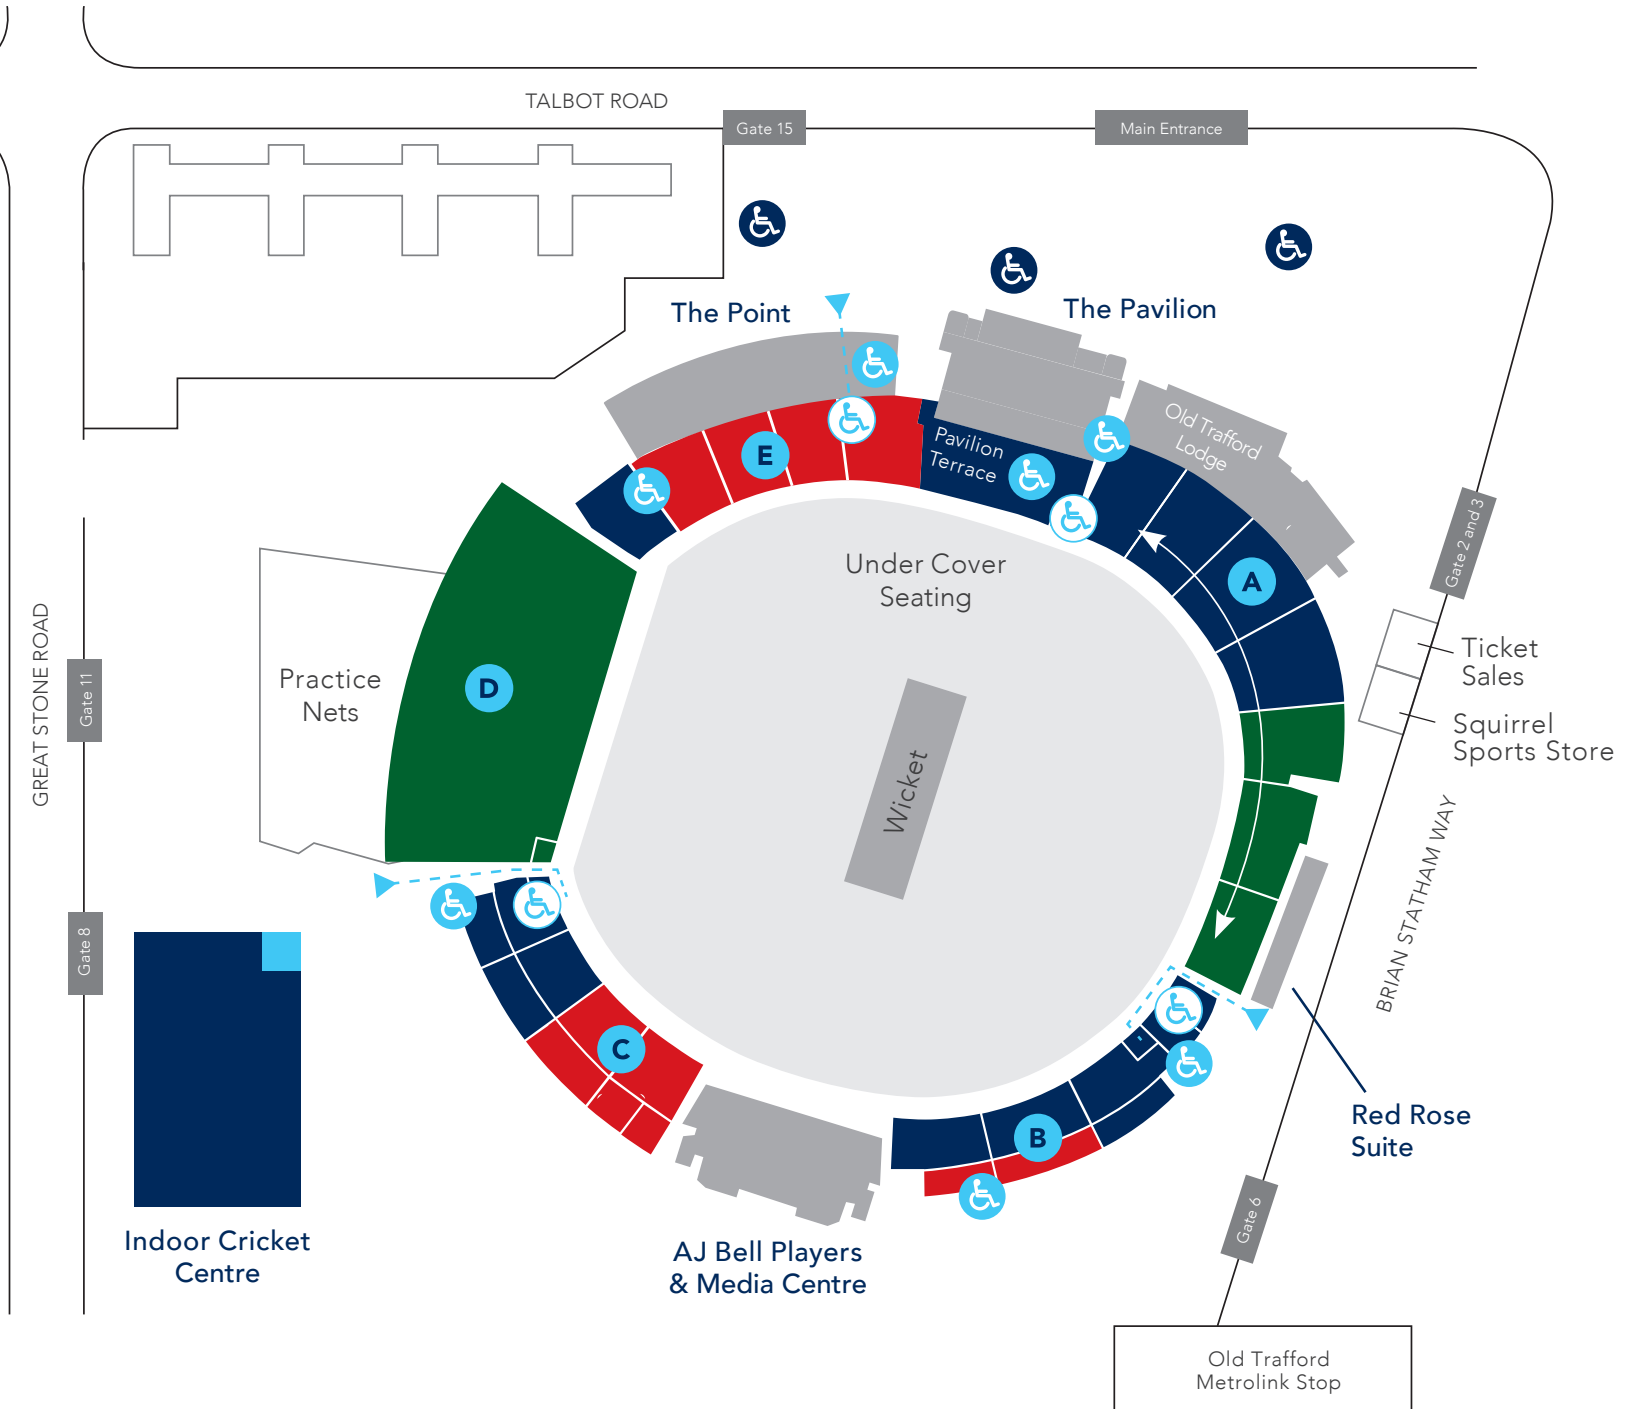 TALBOT ROAD
Gate 15
Main Entrance
The Point
The Pavilion
Old Trafford
Lodge
Pavilion
Terrace
E
A
Gate 2 and 3
Under Cover
Seating
Ticket
Sales
Squirrel
Sports Store
GREAT STONE ROAD
Gate 11
Practice
Nets
D
Wicket
BRIAN STATHAM WAY
Gate 8
C
B
Red Rose
Suite
Gate 6
Indoor Cricket
Centre
AJ Bell Players
& Media Centre
Old Trafford
Metrolink Stop